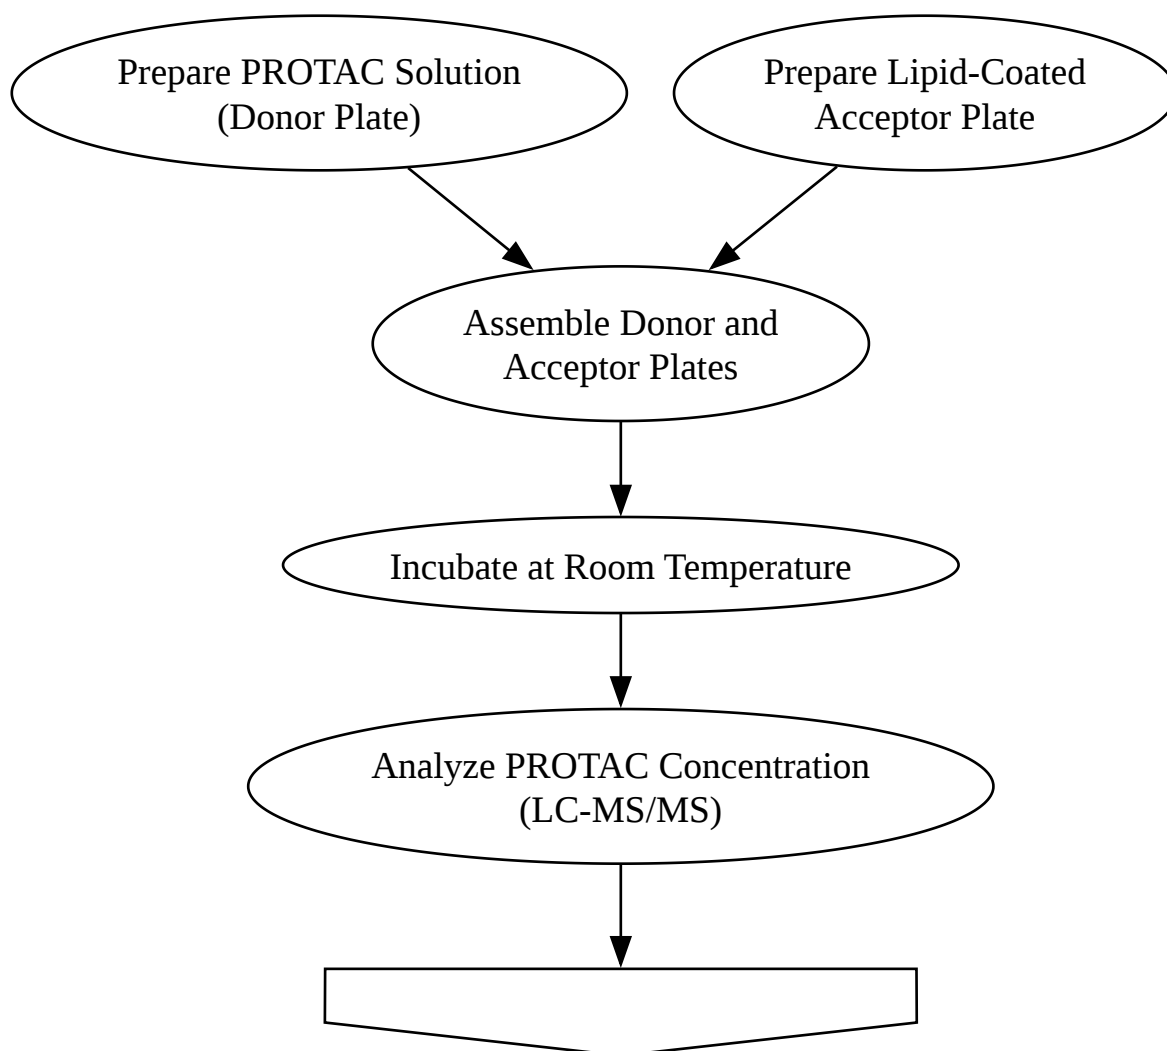 Prepare PROTAC Solution
(Donor Plate)
Prepare Lipid-Coated
Acceptor Plate
Assemble Donor and
Acceptor Plates
Incubate at Room Temperature
Analyze PROTAC Concentration
(LC-MS/MS)